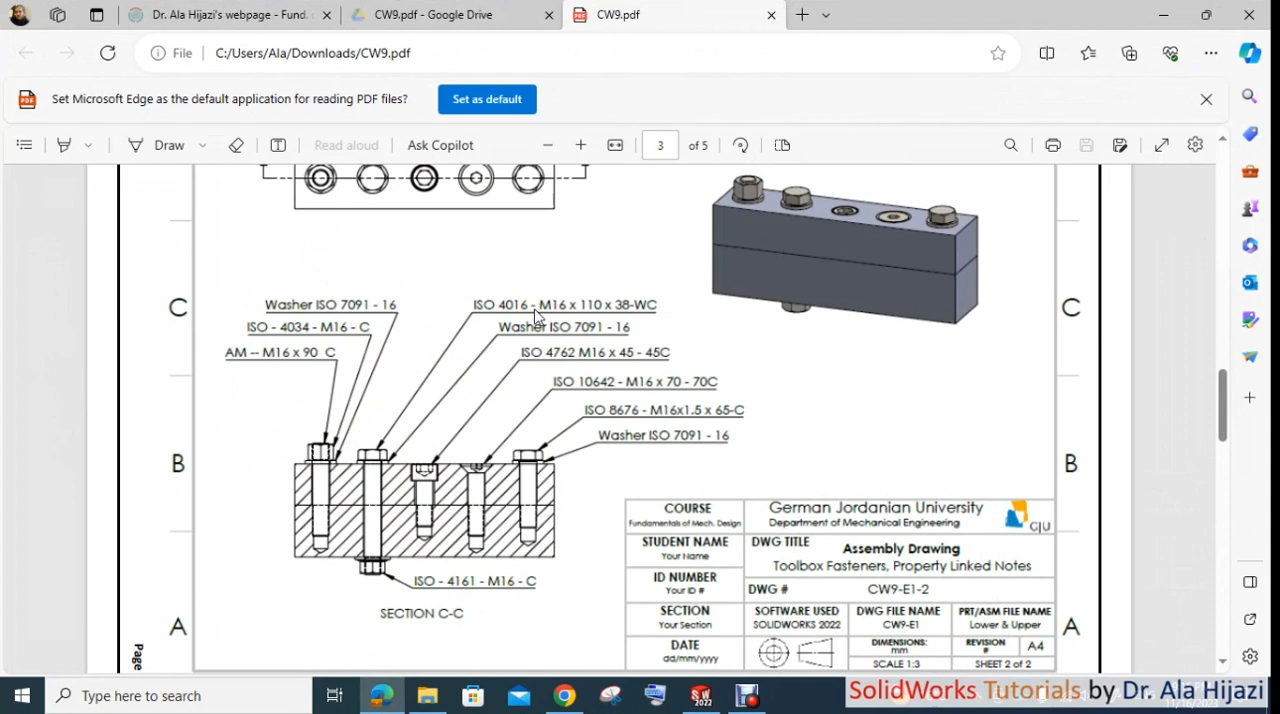 Dr. Ala Hijazi's webpage - Fund. c
CW9.pdf - Google Drive
CW9.pdf
File
C:/Users/Ala/Downloads/CW9.pdf
Set Microsoft Edge as the default application for reading PDF files?
Set as default
Draw
Read aloud
Ask Copilot
3
of 5
Washer ISO 7091 - 16
ISO - 4034 - M16 - C
AM -- M16 x 90 C
ISO 4016 - M16 x 110 x 38-WC
Washer ISO 7091 - 16
ISO 4762 M16 x 45 - 45C
ISO 10642 - M16 x 70 - 70C
ISO 8676 - M16x1.5 x 65-C
Washer ISO 7091 - 16
C
C
B
B
A
A
ISO - 4161 - M16 - C
SECTION C-C
Page
COURSE
Fundamentals of Mech. Design
German Jordanian University
Department of Mechanical Engineering
GJU
STUDENT NAME
Your Name
DWG TITLE
Assembly Drawing
Toolbox Fasteners, Property Linked Notes
ID NUMBER
Your ID #
DWG #
CW9-E1-2
SECTION
Your Section
SOFTWARE USED
SOLIDWORKS 2022
DWG FILE NAME
CW9-E1
PRT/ASM FILE NAME
Lower & Upper
DATE
dd/mm/yyyy
DIMENSIONS:
mm
SCALE 1:3
REVISION
#
A4
SHEET 2 of 2
Type here to search
SW
2022
SolidWorks Tutorials by Dr. Ala Hijazi